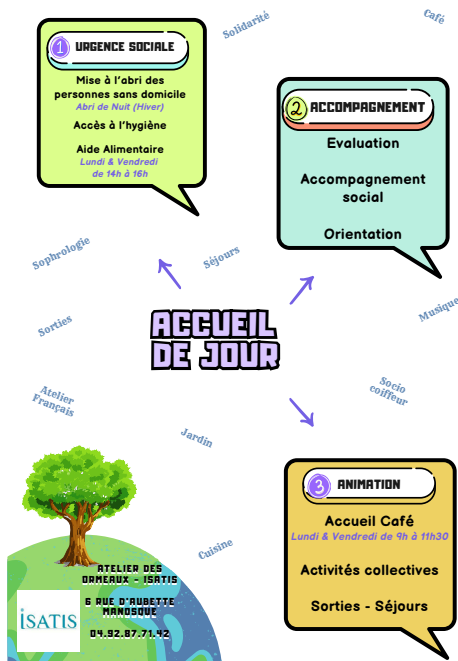 Solidarité
Café
1 URGENCE SOCIALE
Mise à l'abri des
personnes sans domicile
Abri de Nuit (Hiver)
Accès à l'hygiène
Aide Alimentaire
Lundi & Vendredi
de 14h à 16h
2 ACCOMPAGNEMENT
Evaluation
Accompagnement
social
Orientation
Sophrologie
Séjours
Musique
Sorties
ACCUEIL
DE JOUR
Atelier
Français
Socio
coiffeur
Jardin
3 ANIMATION
Accueil Café
Lundi & Vendredi de 9h à 11h30
Activités collectives
Sorties - Séjours
Cuisine
ATELIER DES
ORMEAUX - ISATIS
6 RUE D'AUBETTE
MANOSQUE
04.92.87.71.42
iSATIS